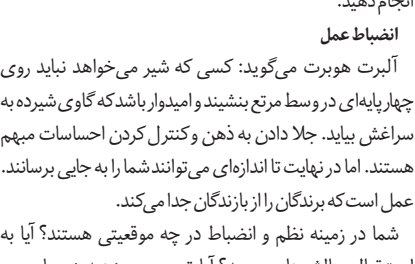 انجام دهید.
انضباط عمل
آلبرت هوبرت می‌گوید: کسی که شیر می‌خواهد نباید روی
چهارپایه‌ای در وسط مرتع بنشیند و امیدوار باشد که گاوی شیرده به
سراغش بیاید. جلا دادن به ذهن و کنترل کردن احساسات مبهم
هستند. اما در نهایت تا اندازه‌ای می‌توانند شما را به جایی برسانند.
عمل است که برندگان را از بازندگان جدا می‌کند.
شما در زمینه نظم و انضباط در چه موقعیتی هستند؟ آیا به